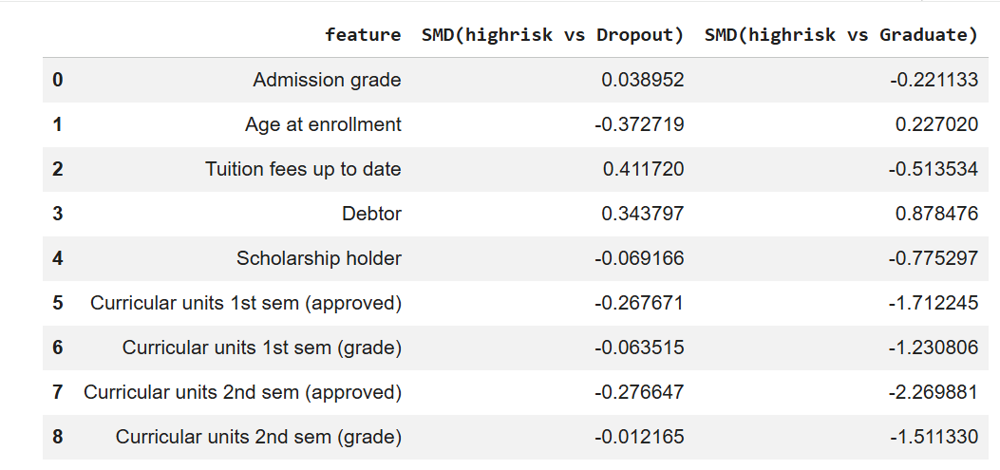 feature SMD(highrisk vs Dropout) SMD(highrisk vs Graduate)
0 Admission grade 0.038952 -0.221133
1 Age at enrollment -0.372719 0.227020
2 Tuition fees up to date 0.411720 -0.513534
3 Debtor 0.343797 0.878476
4 Scholarship holder -0.069166 -0.775297
5 Curricular units 1st sem (approved) -0.267671 -1.712245
6 Curricular units 1st sem (grade) -0.063515 -1.230806
7 Curricular units 2nd sem (approved) -0.276647 -2.269881
8 Curricular units 2nd sem (grade) -0.012165 -1.511330